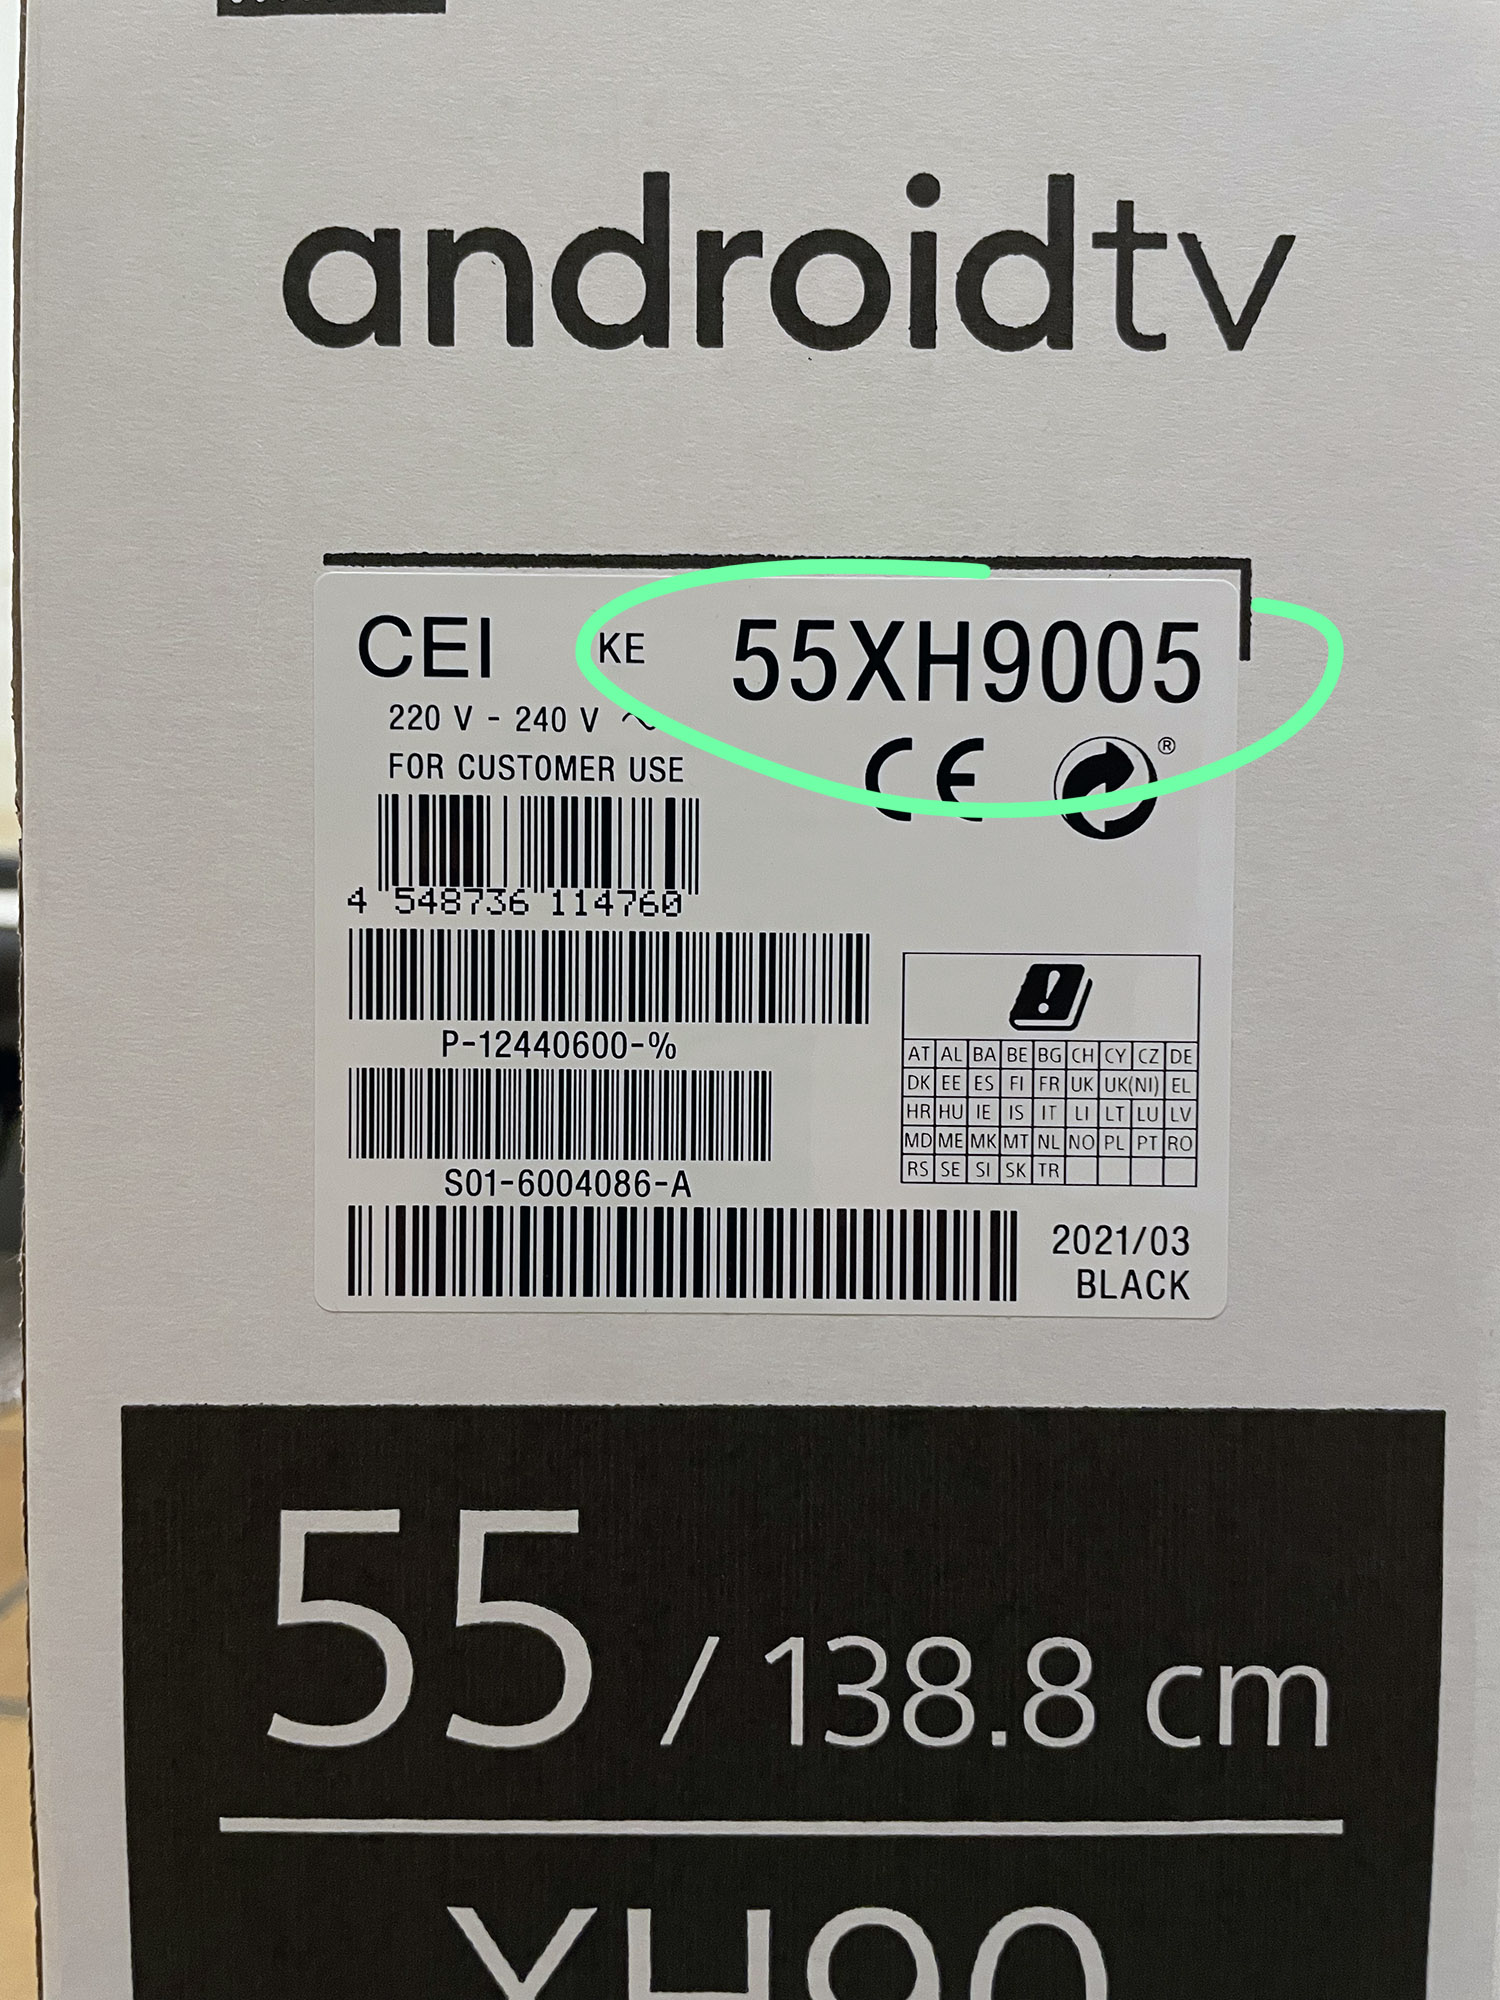 androidtv
CEI KE 55XH9005
220 V - 240 V ~
FOR CUSTOMER USE
CE ®
4 548736 114760
P-12440600-%
S01-6004086-A
AT AL BA BE BG CH CY CZ DE
DK EE ES FI FR UK UK(NI) EL
HR HU IE IS IT LI LT LU LV
MD ME MK MT NL NO PL PT RO
RS SE SI SK TR
2021/03
BLACK
55 / 138.8 cm
XH90